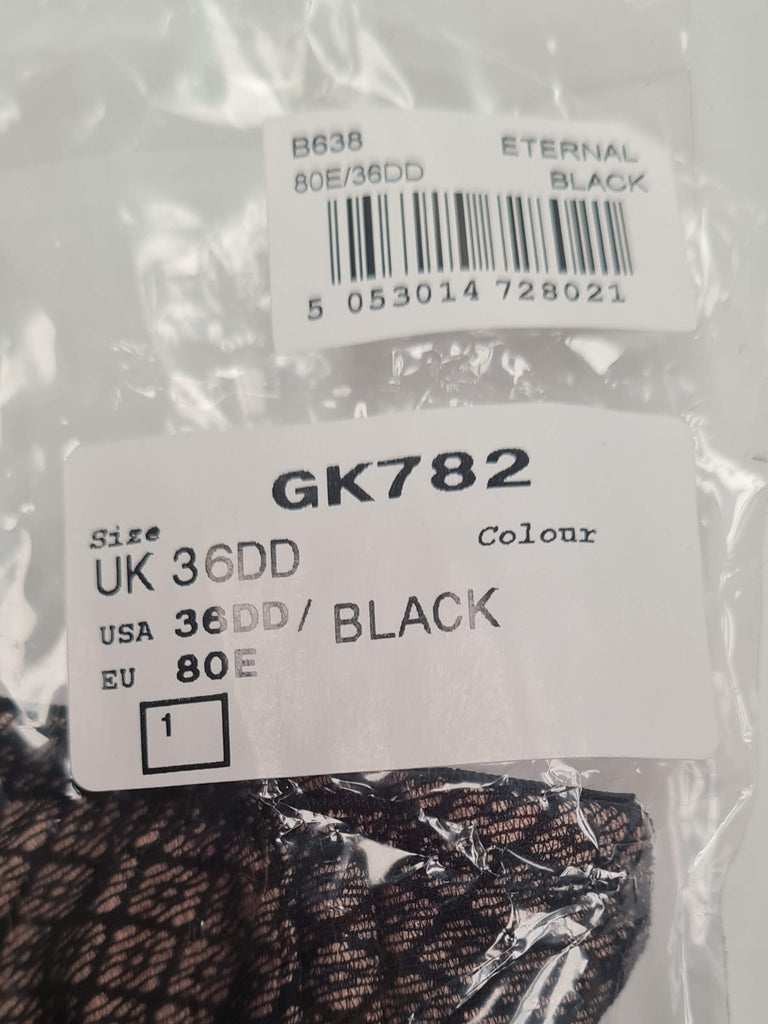 B638 ETERNAL
80E/36DD BLACK
5 053014 728021
GK782
Size Colour
UK 36DD
USA 36DD/ BLACK
EU 80E
1